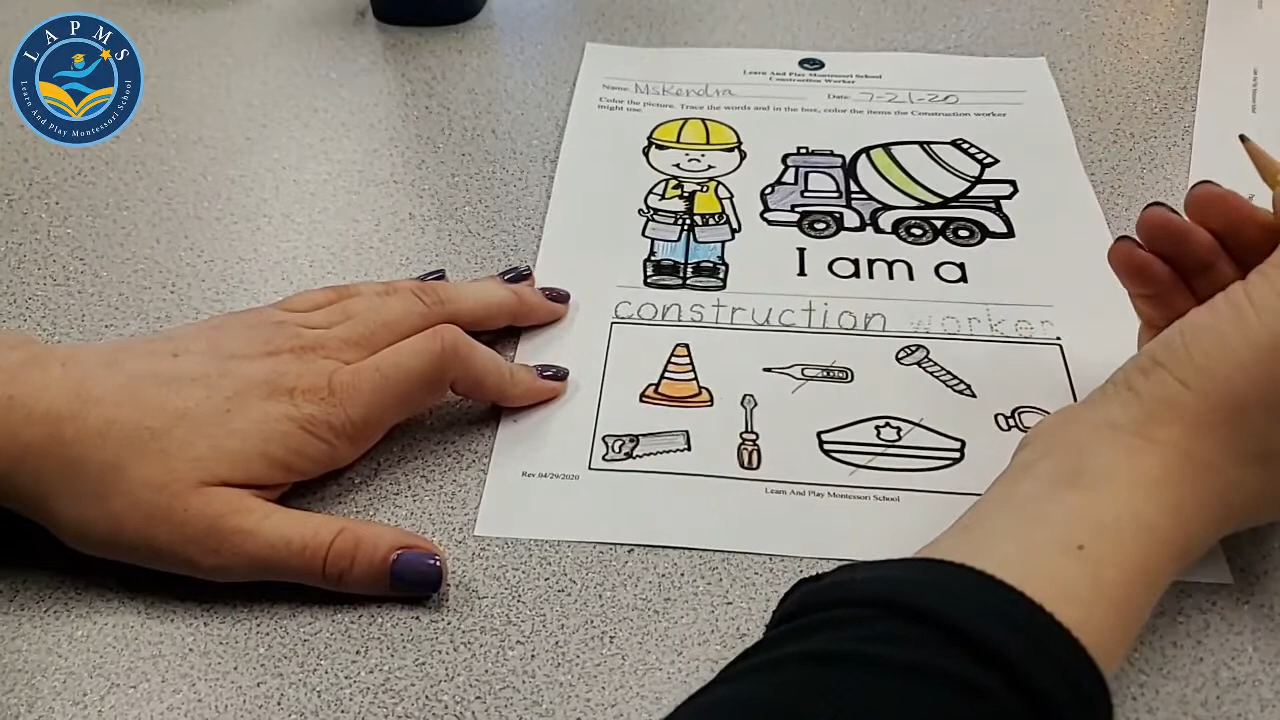 LAPMS
Learn And Play Montessori School
Learn And Play Montessori School
Construction Worker
Name: MsKendra Date: 7-21-20
Color the picture. Trace the words and in the box, color the items the Construction worker
might use
I am a
construction worker.
Rev.04/29/2020
Learn And Play Montessori School